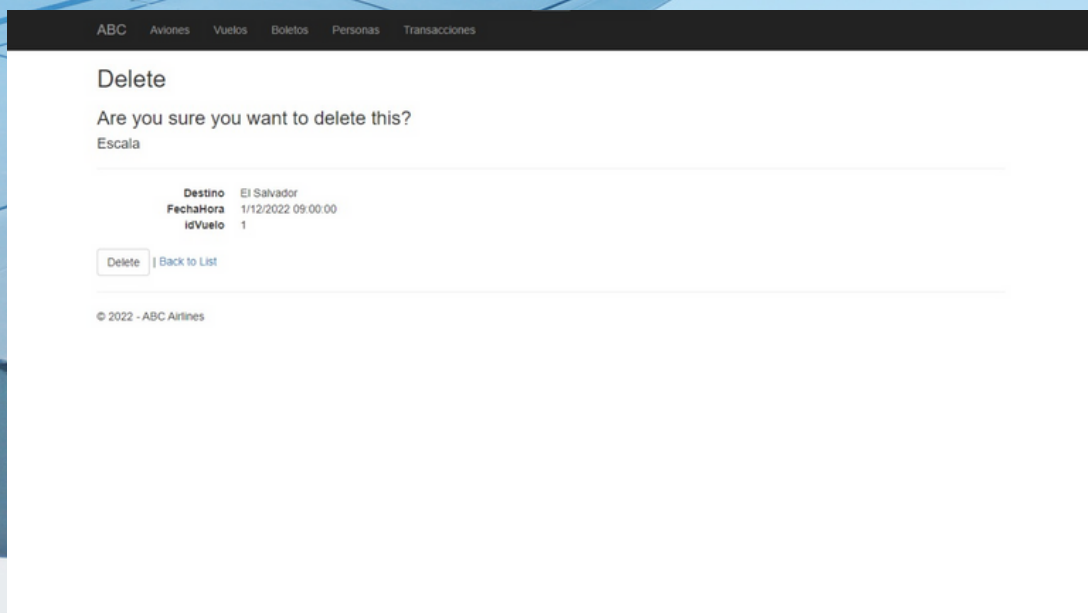 ABC Aviones Vuelos Boletos Personas Transacciones
Delete
Are you sure you want to delete this?
Escala
Destino El Salvador
FechaHora 1/12/2022 09:00:00
idVuelo 1
Delete | Back to List
© 2022 - ABC Airlines